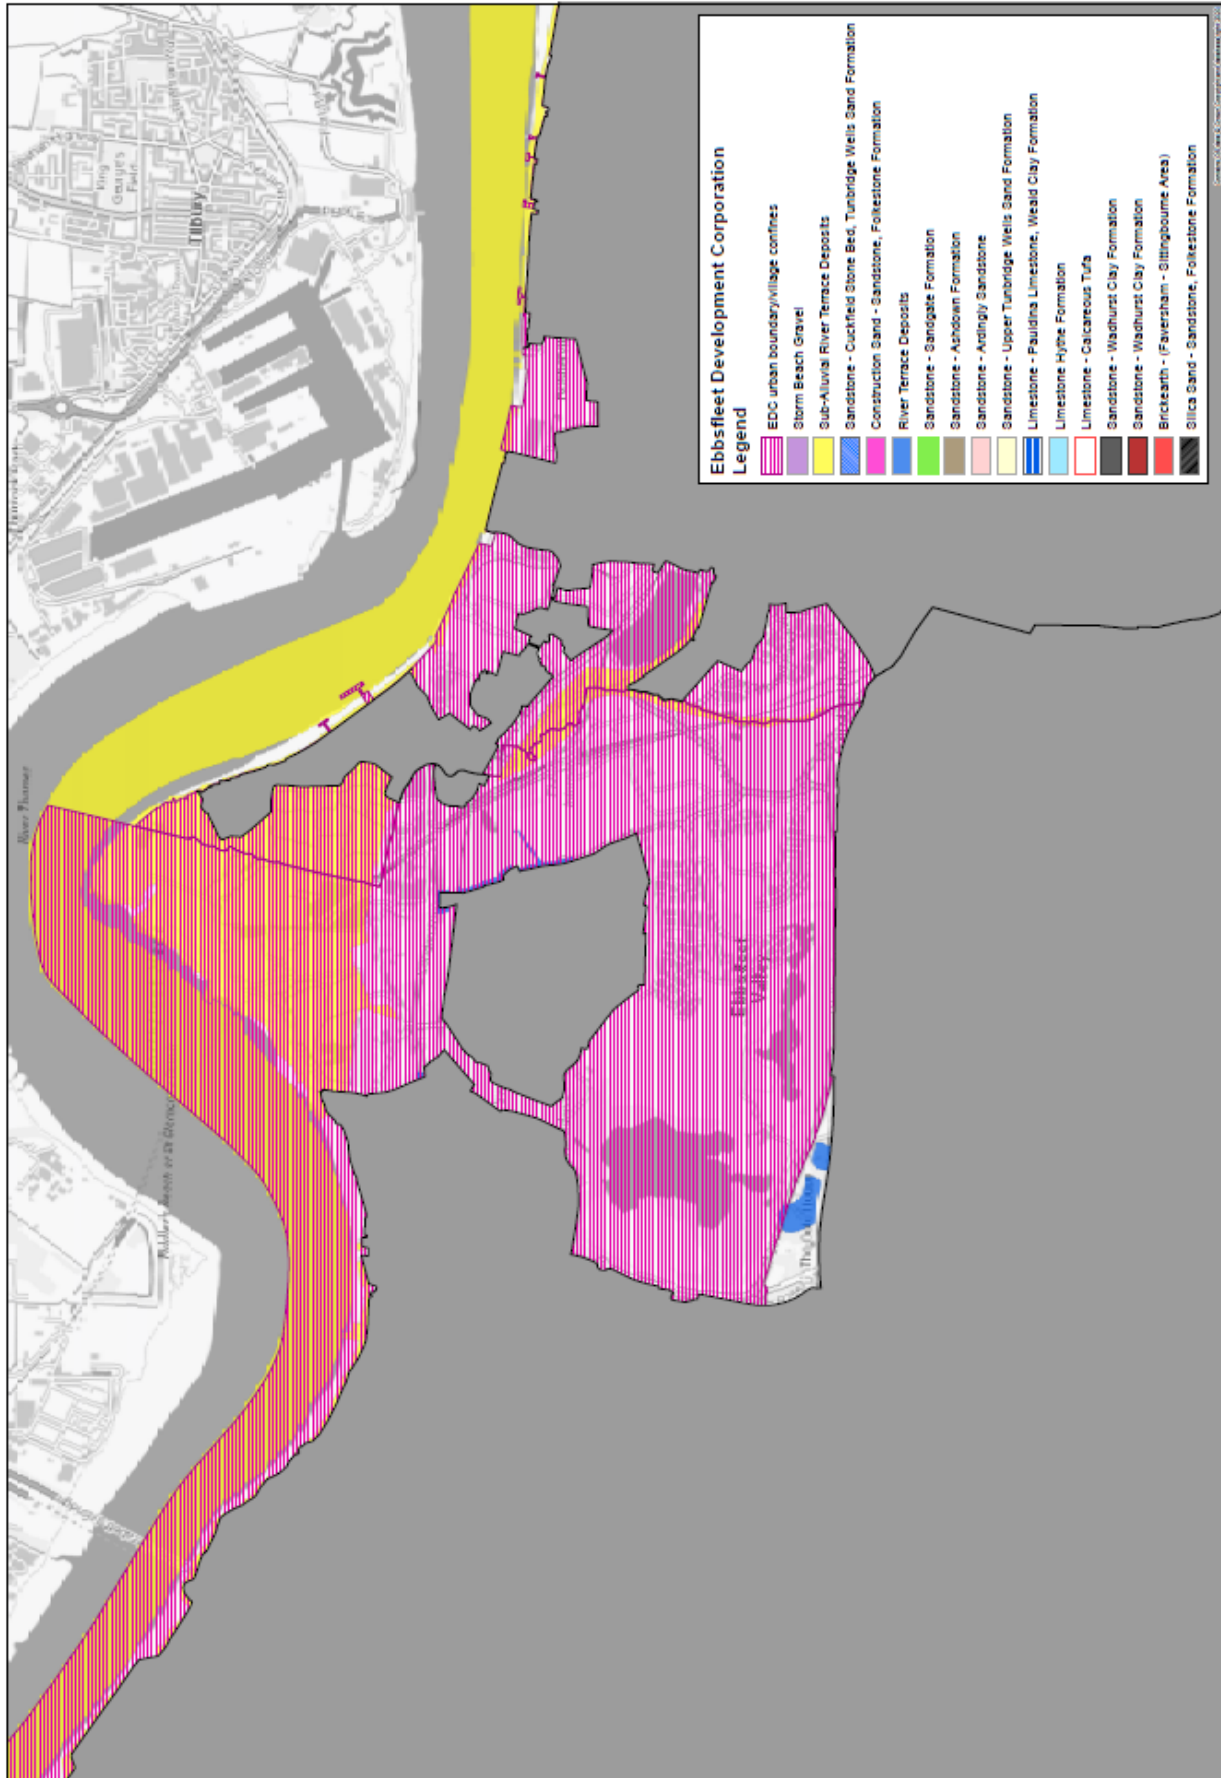 King
Georges
Field
Tilbury
River Thames
Ebbsfleet
Valley
Ebbsfleet Development Corporation
Legend
EDC urban boundary/village confines
Storm Beach Gravel
Sub-Alluvial River Terrace Deposits
Sandstone - Cuckfield Stone Bed, Tunbridge Wells Sand Formation
Construction Sand - Sandstone, Folkestone Formation
River Terrace Deposits
Sandstone - Sandgate Formation
Sandstone - Ashdown Formation
Sandstone - Ardingly Sandstone
Sandstone - Upper Tunbridge Wells Sand Formation
Limestone - Paludina Limestone, Weald Clay Formation
Limestone Hythe Formation
Limestone - Calcareous Tufa
Sandstone - Wadhurst Clay Formation
Sandstone - Wadhurst Clay Formation
Brickearth - (Faversham - Sittingbourne Area)
Silica Sand - Sandstone, Folkestone Formation